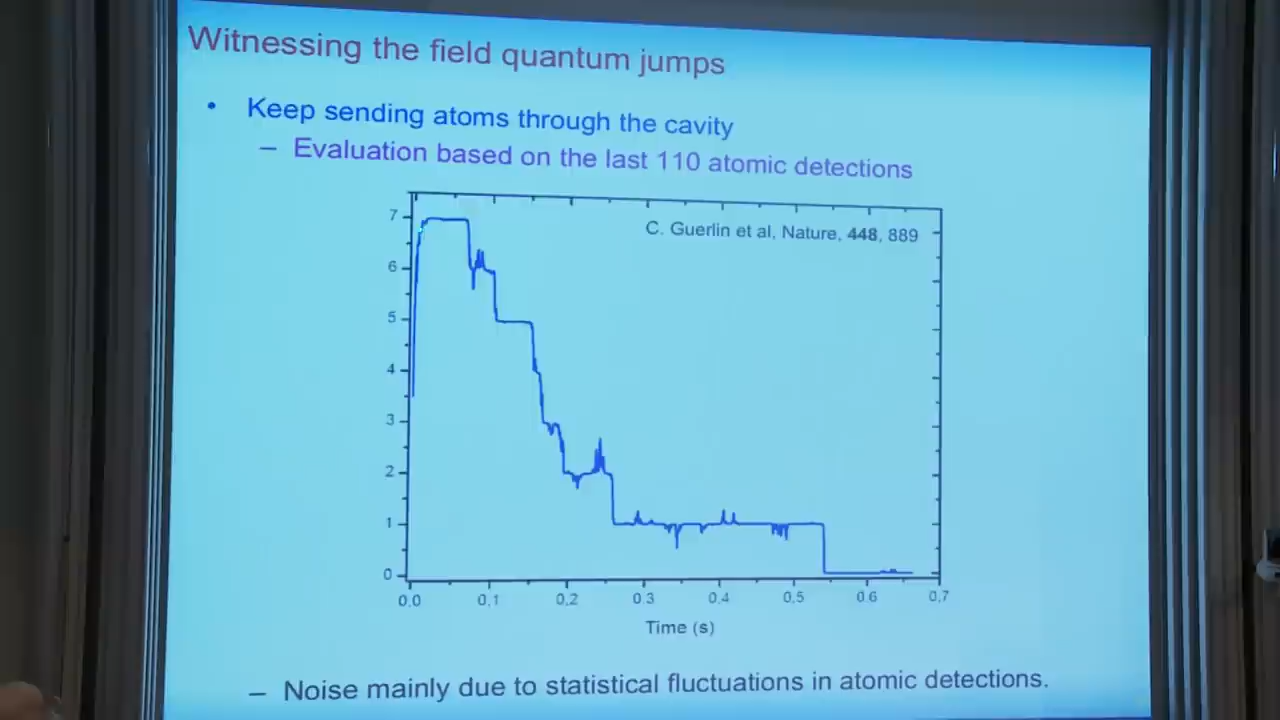 Witnessing the field quantum jumps
• Keep sending atoms through the cavity
– Evaluation based on the last 110 atomic detections
C. Guerlin et al, Nature, 448, 889
7
6
5
4
3
2
1
0
0,0 0,1 0,2 0,3 0,4 0,5 0,6 0,7
Time (s)
– Noise mainly due to statistical fluctuations in atomic detections.